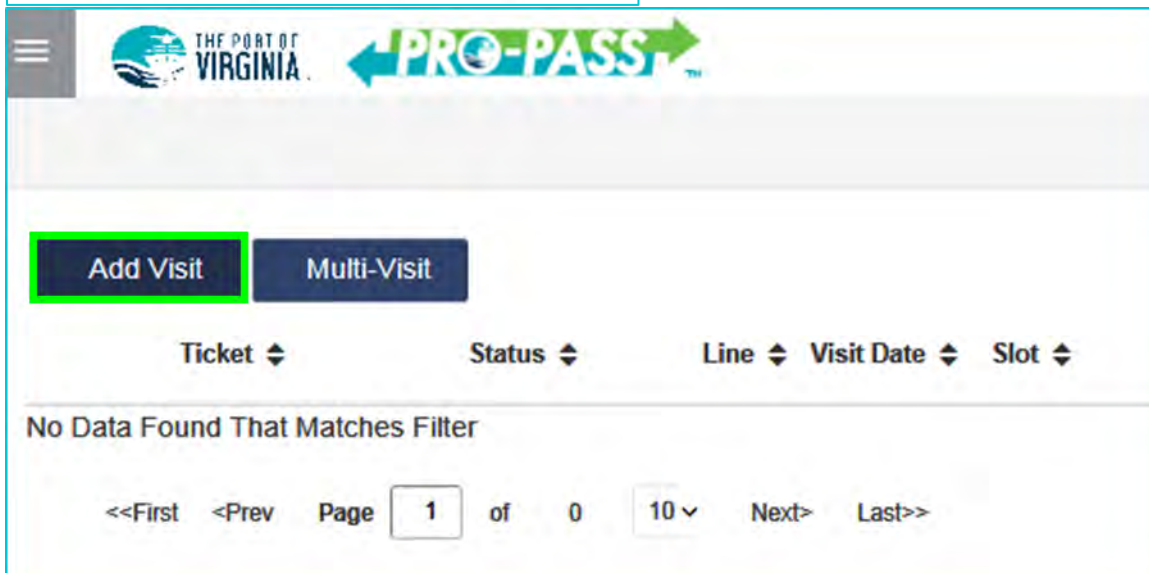 THE PORT OF
VIRGINIA.
PRO-PASS
TM
Add Visit Multi-Visit
Ticket Status Line Visit Date Slot
No Data Found That Matches Filter
<<First <Prev Page 1 of 0 10 Next> Last>>